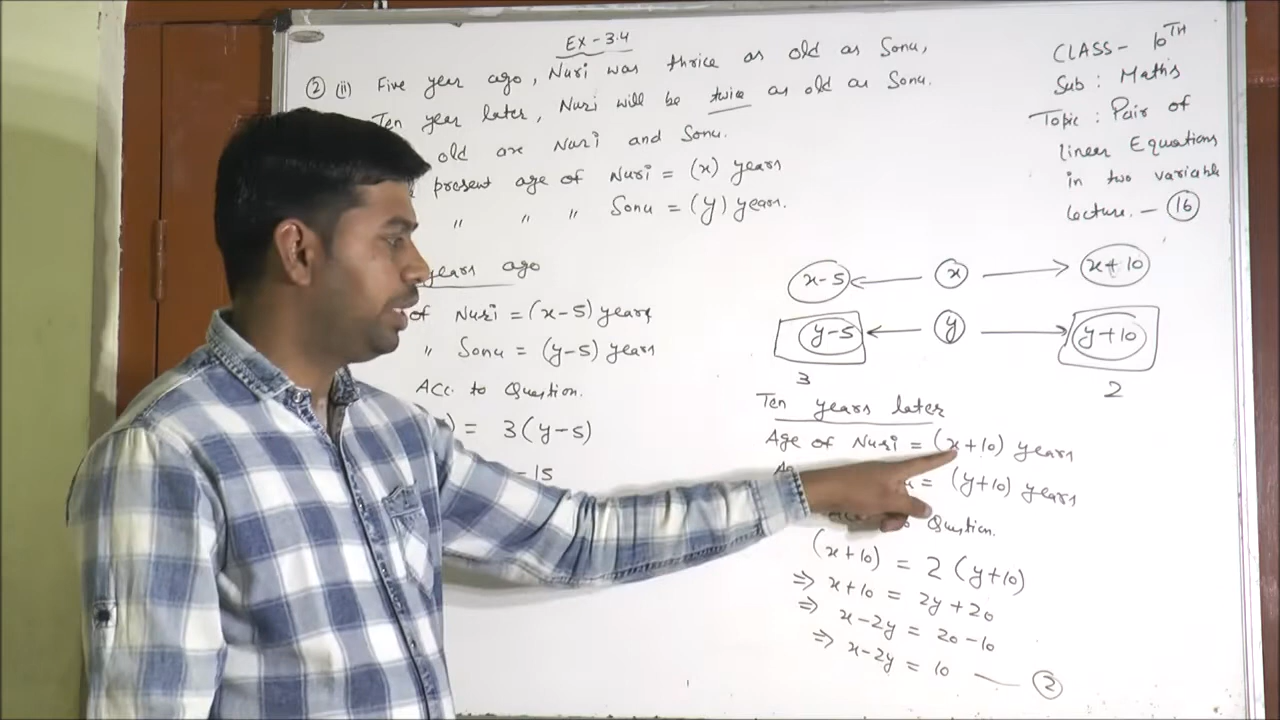 Ex - 3.4
② (ii) Five year ago, Nuri was thrice as old as Sonu,
Ten year later, Nuri will be twice as old as Sonu.
old are Nuri and Sonu.
present age of Nuri = (x) years
" " " Sonu = (y) years.
years ago
of Nuri = (x-5) years
" Sonu = (y-5) years
Acc. to Question.
) = 3(y-5)
-15
CLASS- 10TH
Sub : Maths
Topic : Pair of
linear Equations
in two variable
lecture. - ⑯
x-5 ← x → x+10
y-5 ← y → y+10
3 2
Ten years later
Age of Nuri = (x+10) years
= (y+10) years
Question.
(x+10) = 2(y+10)
⇒ x+10 = 2y+20
⇒ x-2y = 20-10
⇒ x-2y = 10 — ②